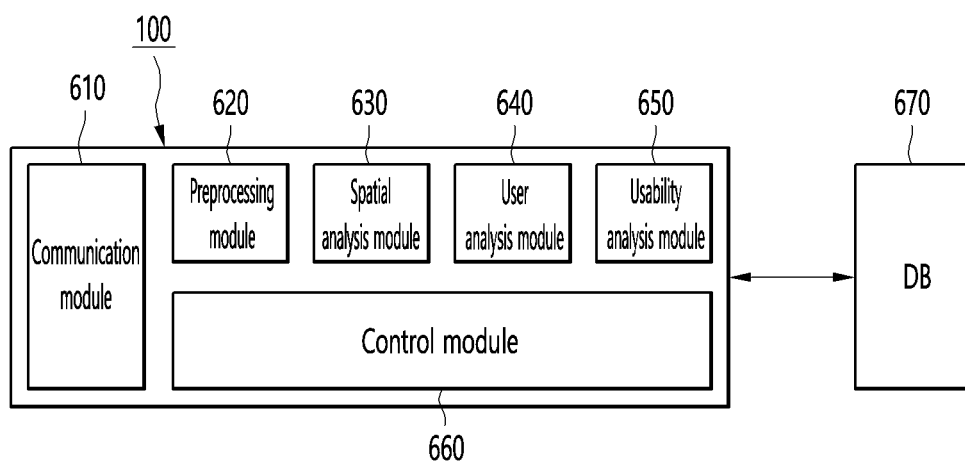 100
610
620
630
640
650
670
Preprocessing
module
Spatial
analysis module
User
analysis module
Usability
analysis module
Communication
module
DB
Control module
660